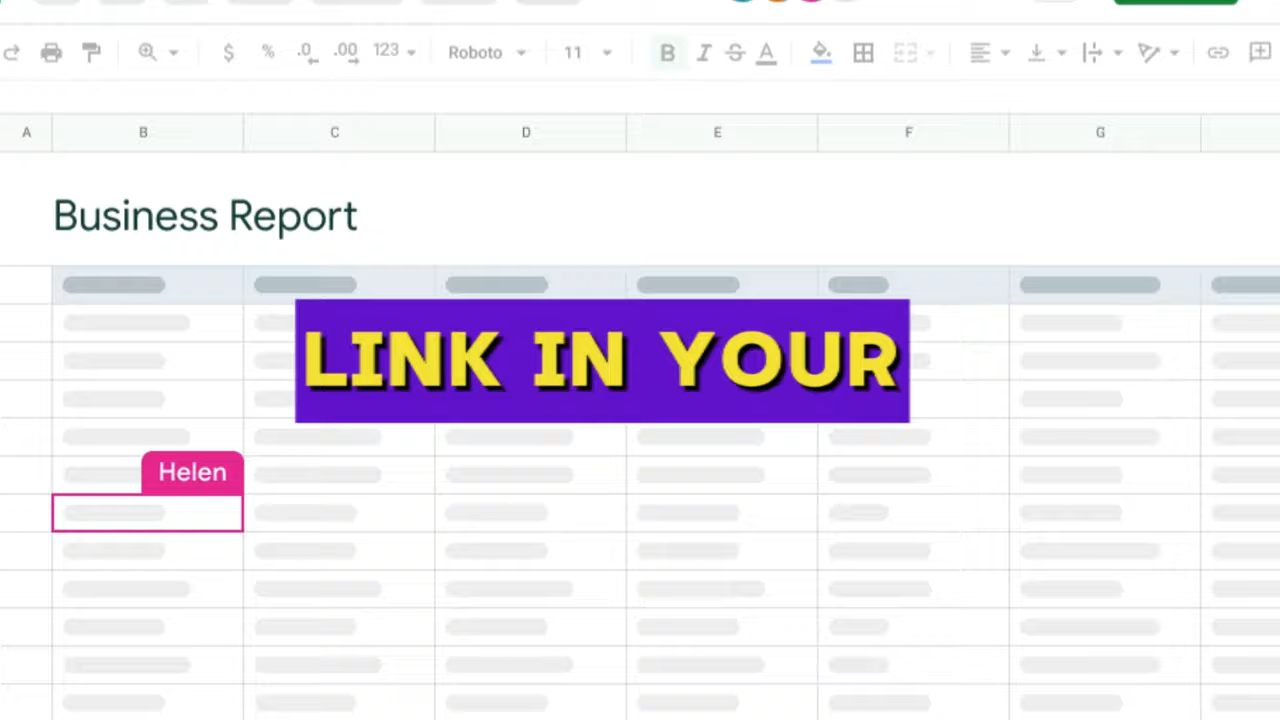 $ % .0 .00 123 Roboto 11 B I S A
A B C D E F G
Business Report
LINK IN YOUR
Helen